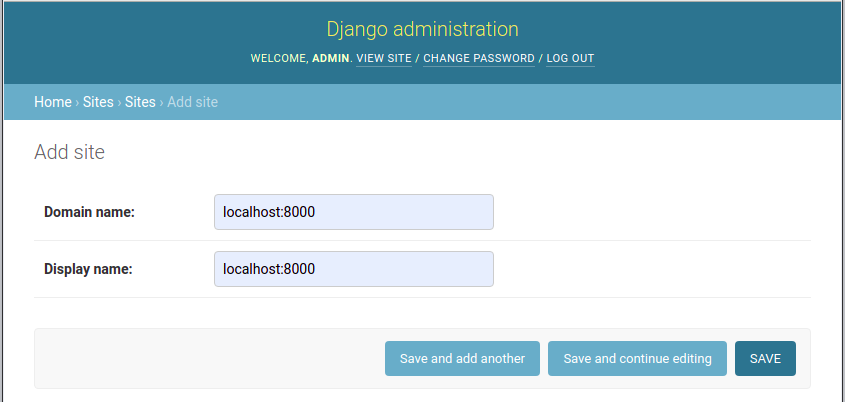 Django administration
WELCOME, ADMIN. VIEW SITE / CHANGE PASSWORD / LOG OUT
Home › Sites › Sites › Add site
Add site
Domain name: localhost:8000
Display name: localhost:8000
Save and add another Save and continue editing SAVE